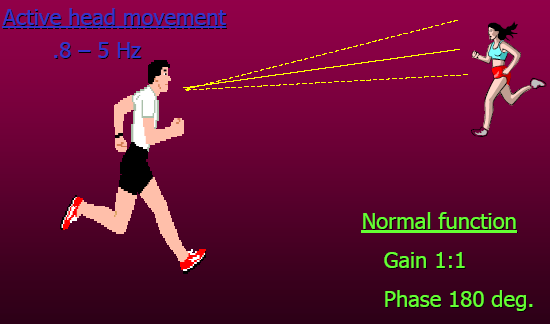 Active head movement
.8 – 5 Hz
Normal function
Gain 1:1
Phase 180 deg.